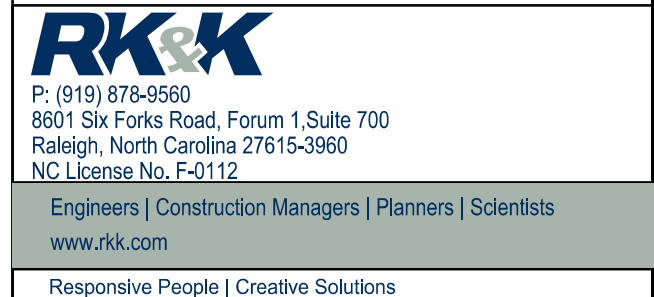 RK&K
P: (919) 878-9560
8601 Six Forks Road, Forum 1,Suite 700
Raleigh, North Carolina 27615-3960
NC License No. F-0112
Engineers | Construction Managers | Planners | Scientists
www.rkk.com
Responsive People | Creative Solutions